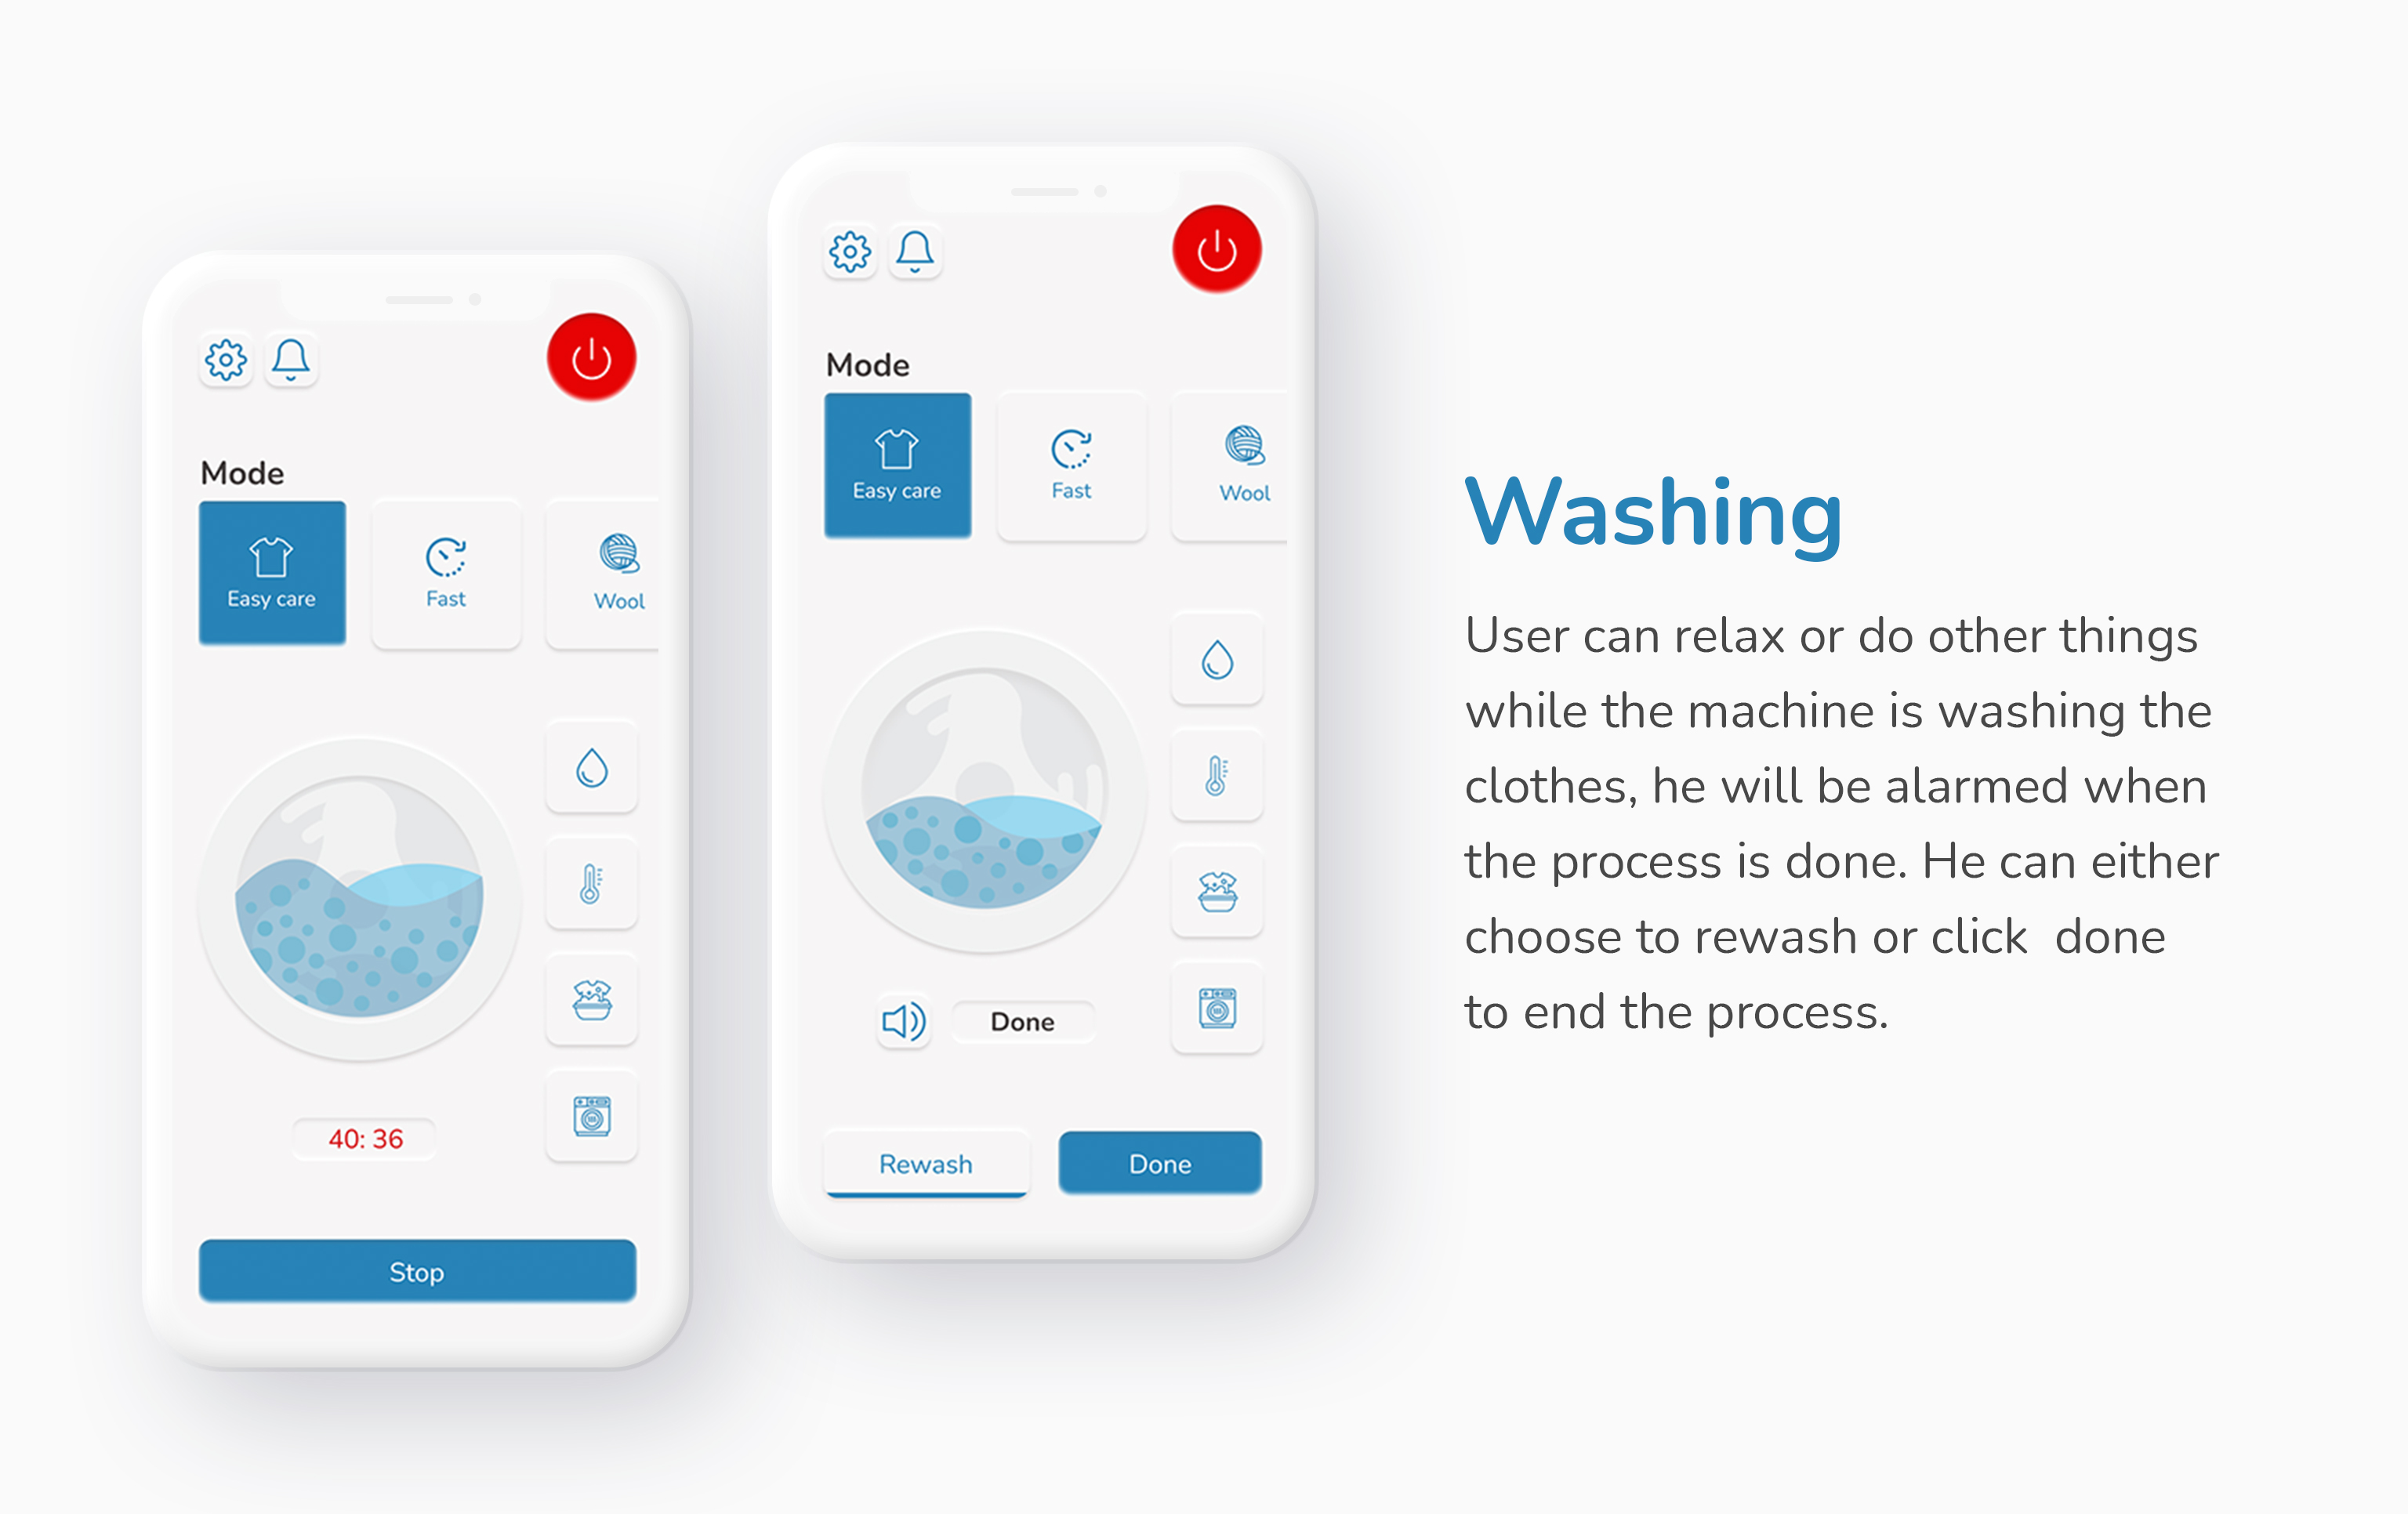 Mode
Easy care
Fast
Wool
40: 36
Stop
Mode
Easy care
Fast
Wool
Done
Rewash
Done
Washing
User can relax or do other things
while the machine is washing the
clothes, he will be alarmed when
the process is done. He can either
choose to rewash or click  done
to end the process.